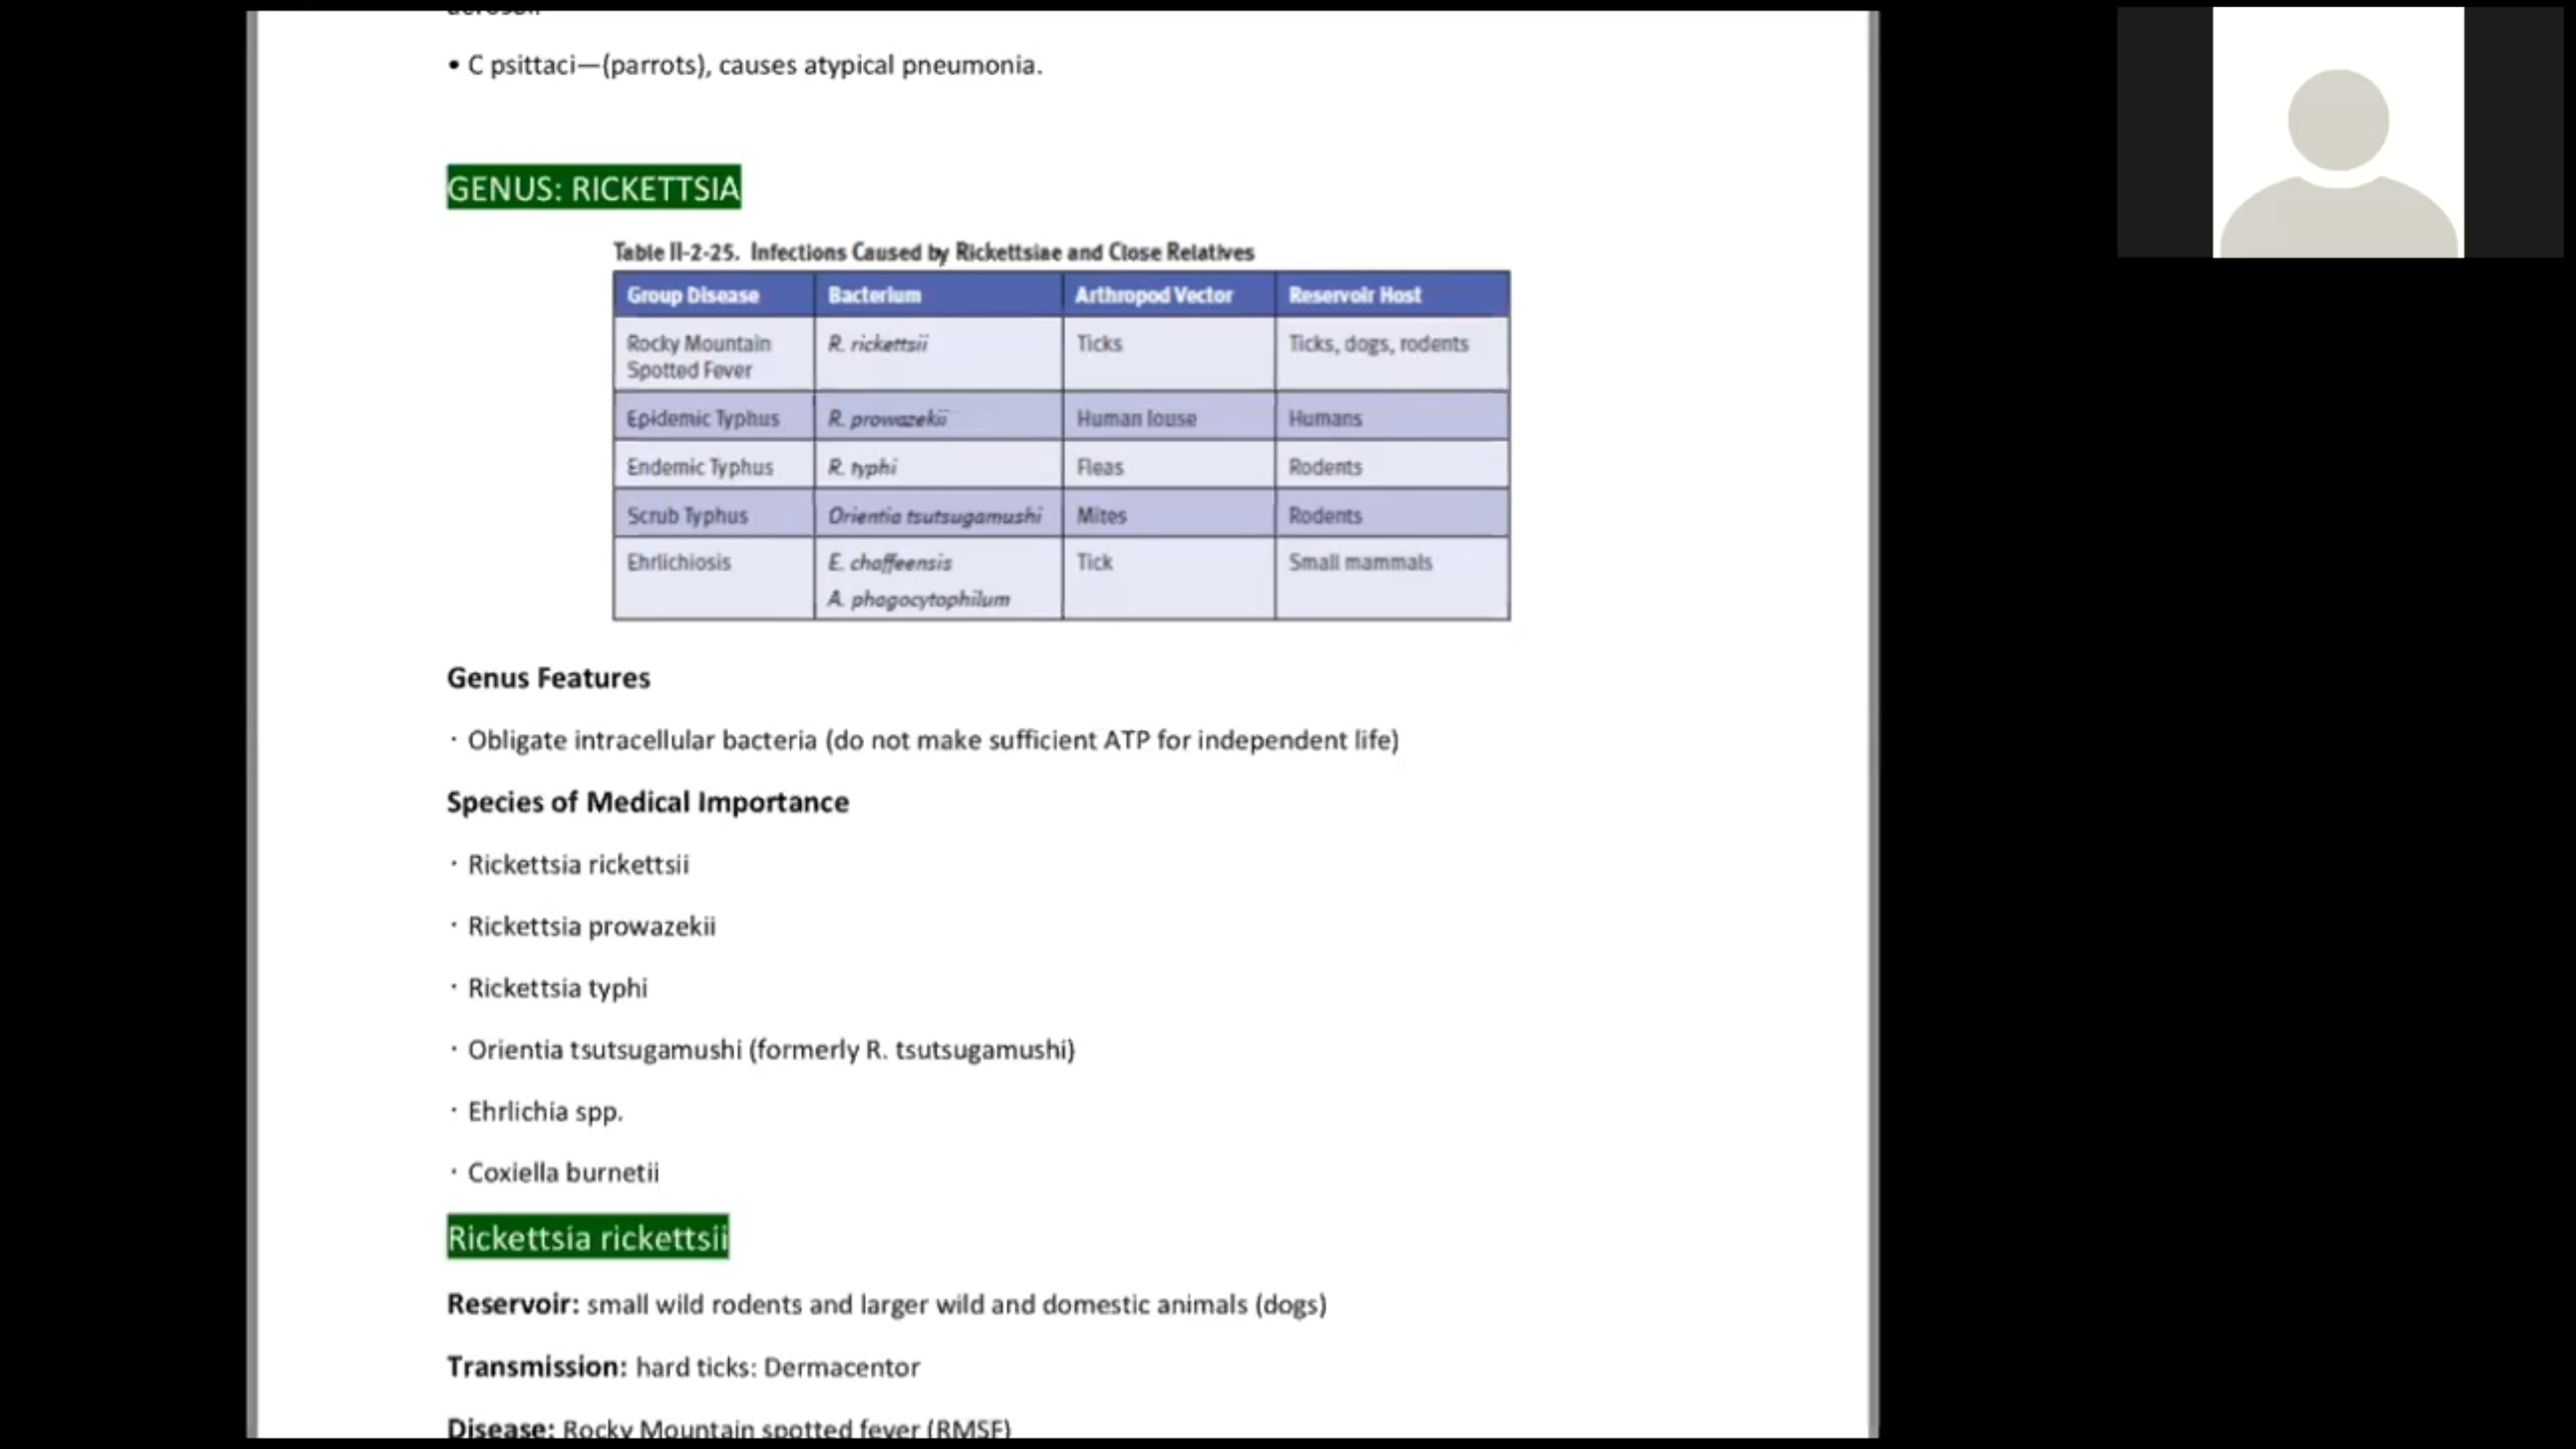 • C psittaci—(parrots), causes atypical pneumonia.
GENUS: RICKETTSIA
Table II-2-25. Infections Caused by Rickettsiae and Close Relatives
Group Disease Bacterium Arthropod Vector Reservoir Host
Rocky Mountain R. rickettsii Ticks Ticks, dogs, rodents
Spotted Fever
Epidemic Typhus R. prowazekii Human louse Humans
Endemic Typhus R. typhi Fleas Rodents
Scrub Typhus Orientia tsutsugamushi Mites Rodents
Ehrlichiosis E. chaffeensis Tick Small mammals
A. phagocytophilum
Genus Features
· Obligate intracellular bacteria (do not make sufficient ATP for independent life)
Species of Medical Importance
· Rickettsia rickettsii
· Rickettsia prowazekii
· Rickettsia typhi
· Orientia tsutsugamushi (formerly R. tsutsugamushi)
· Ehrlichia spp.
· Coxiella burnetii
Rickettsia rickettsii
Reservoir: small wild rodents and larger wild and domestic animals (dogs)
Transmission: hard ticks: Dermacentor
Disease: Rocky Mountain spotted fever (RMSF)